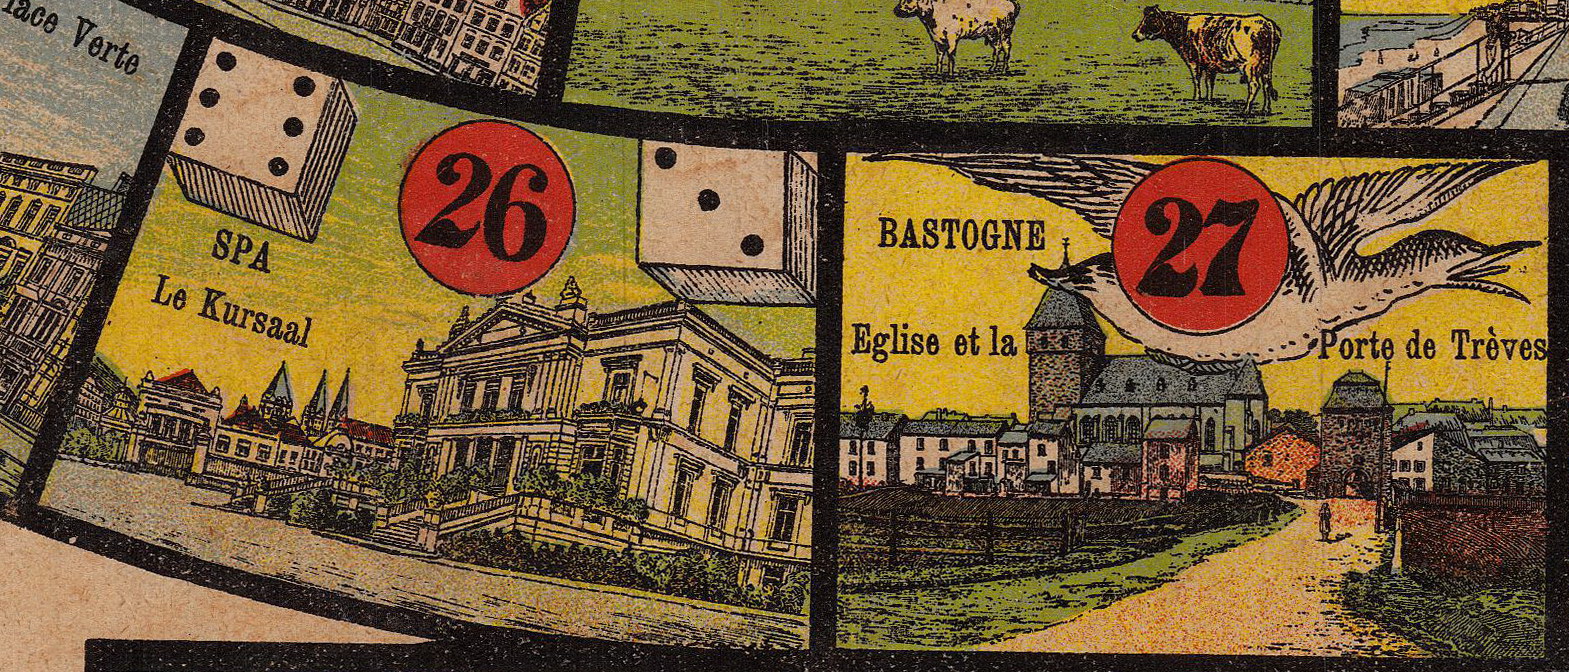 lace Verte
26
SPA
Le Kursaal
27
BASTOGNE
Eglise et la Porte de Trèves